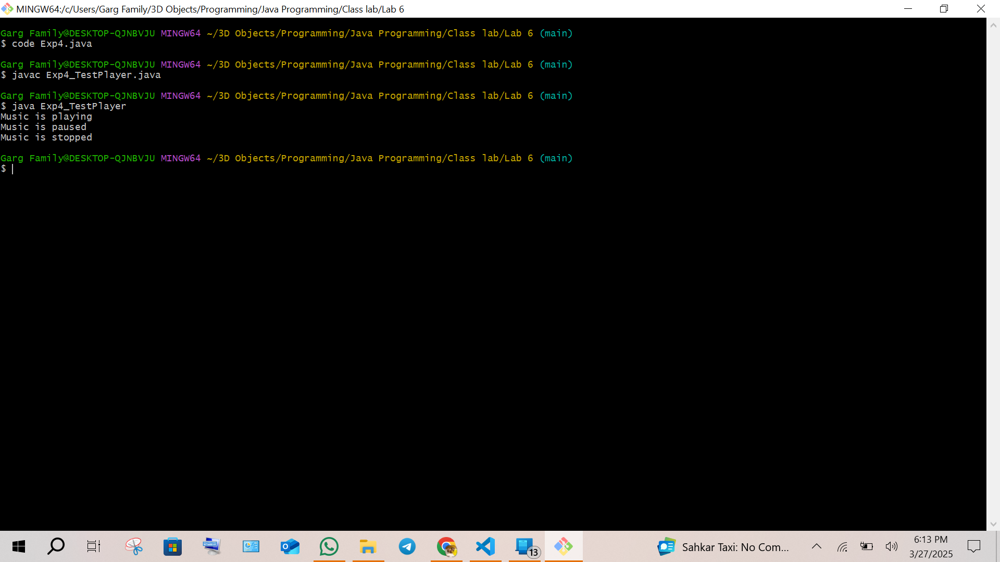 MINGW64:/c/Users/Garg Family/3D Objects/Programming/Java Programming/Class lab/Lab 6
Garg Family@DESKTOP-QJNBVJU MINGW64 ~/3D Objects/Programming/Java Programming/Class lab/Lab 6 (main)
$ code Exp4.java
Garg Family@DESKTOP-QJNBVJU MINGW64 ~/3D Objects/Programming/Java Programming/Class lab/Lab 6 (main)
$ javac Exp4_TestPlayer.java
Garg Family@DESKTOP-QJNBVJU MINGW64 ~/3D Objects/Programming/Java Programming/Class lab/Lab 6 (main)
$ java Exp4_TestPlayer
Music is playing
Music is paused
Music is stopped
Garg Family@DESKTOP-QJNBVJU MINGW64 ~/3D Objects/Programming/Java Programming/Class lab/Lab 6 (main)
$
13
Sahkar Taxi: No Com...
6:13 PM
3/27/2025